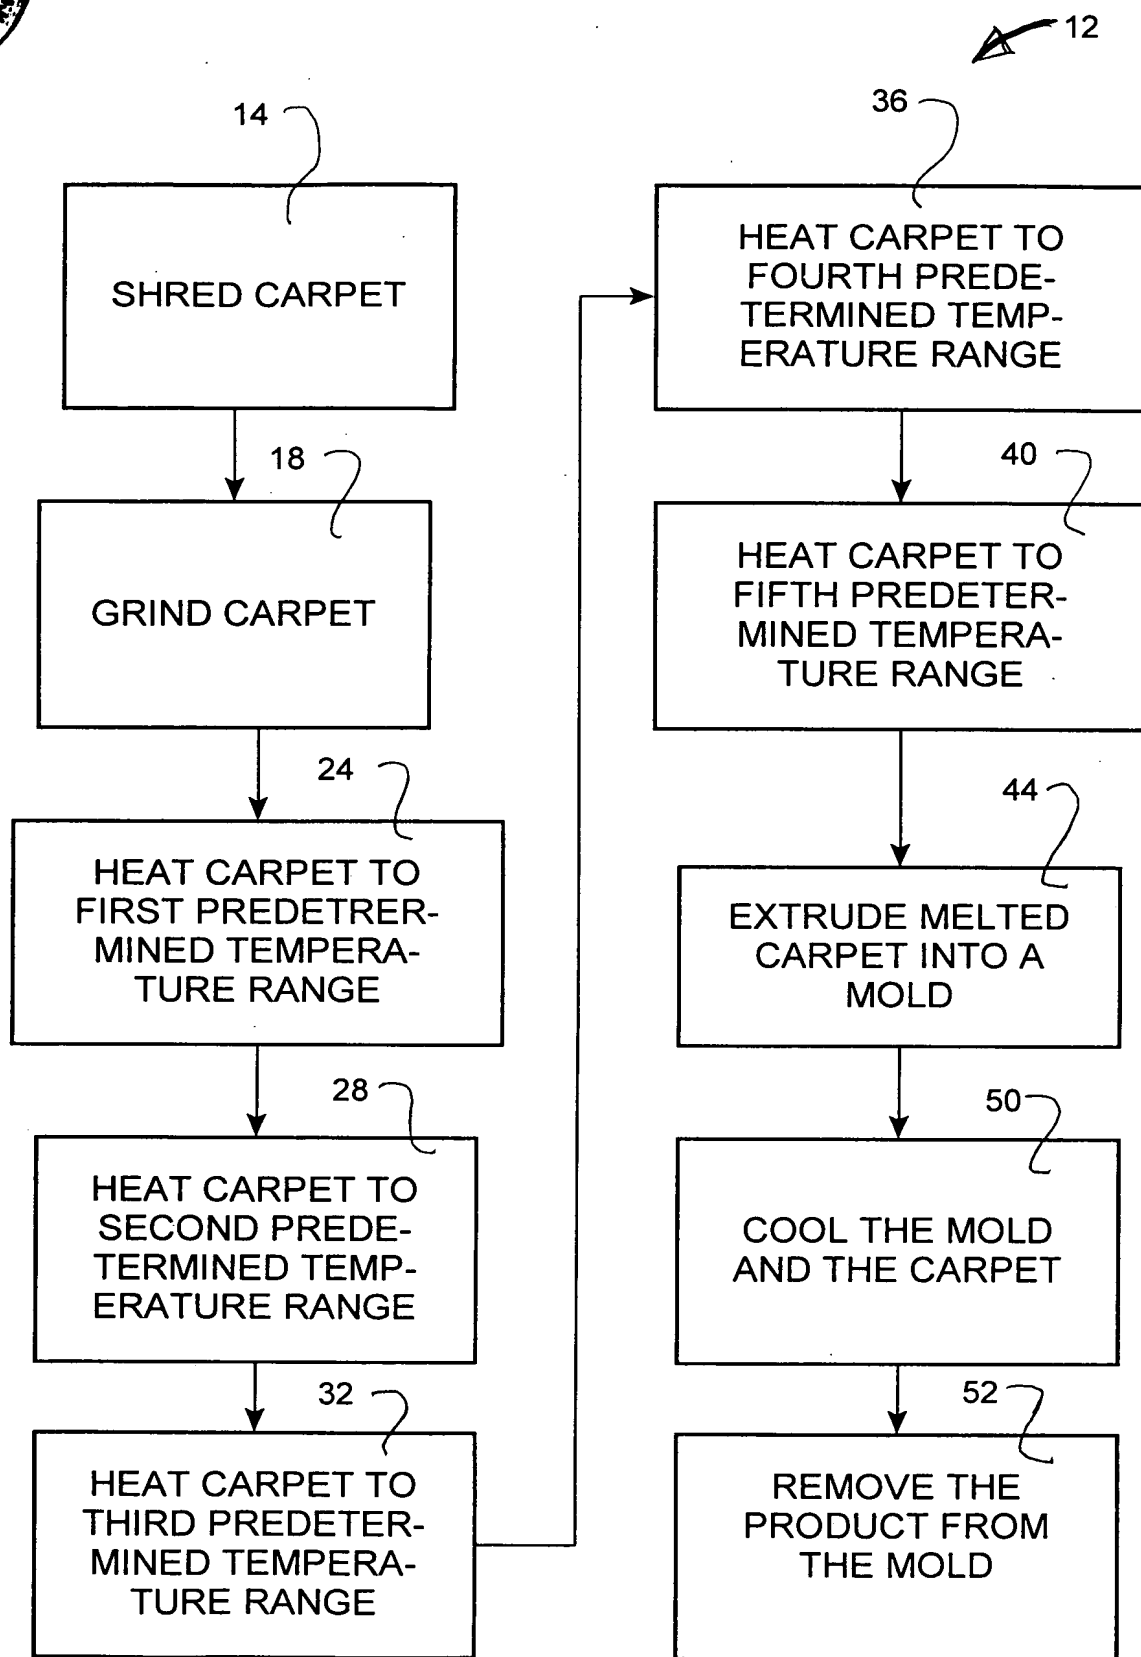 12
14
SHRED CARPET
18
GRIND CARPET
24
HEAT CARPET TO
FIRST PREDETRER-
MINED TEMPERA-
TURE RANGE
28
HEAT CARPET TO
SECOND PREDE-
TERMINED TEMP-
ERATURE RANGE
32
HEAT CARPET TO
THIRD PREDETER-
MINED TEMPERA-
TURE RANGE
36
HEAT CARPET TO
FOURTH PREDE-
TERMINED TEMP-
ERATURE RANGE
40
HEAT CARPET TO
FIFTH PREDETER-
MINED TEMPERA-
TURE RANGE
44
EXTRUDE MELTED
CARPET INTO A
MOLD
50
COOL THE MOLD
AND THE CARPET
52
REMOVE THE
PRODUCT FROM
THE MOLD